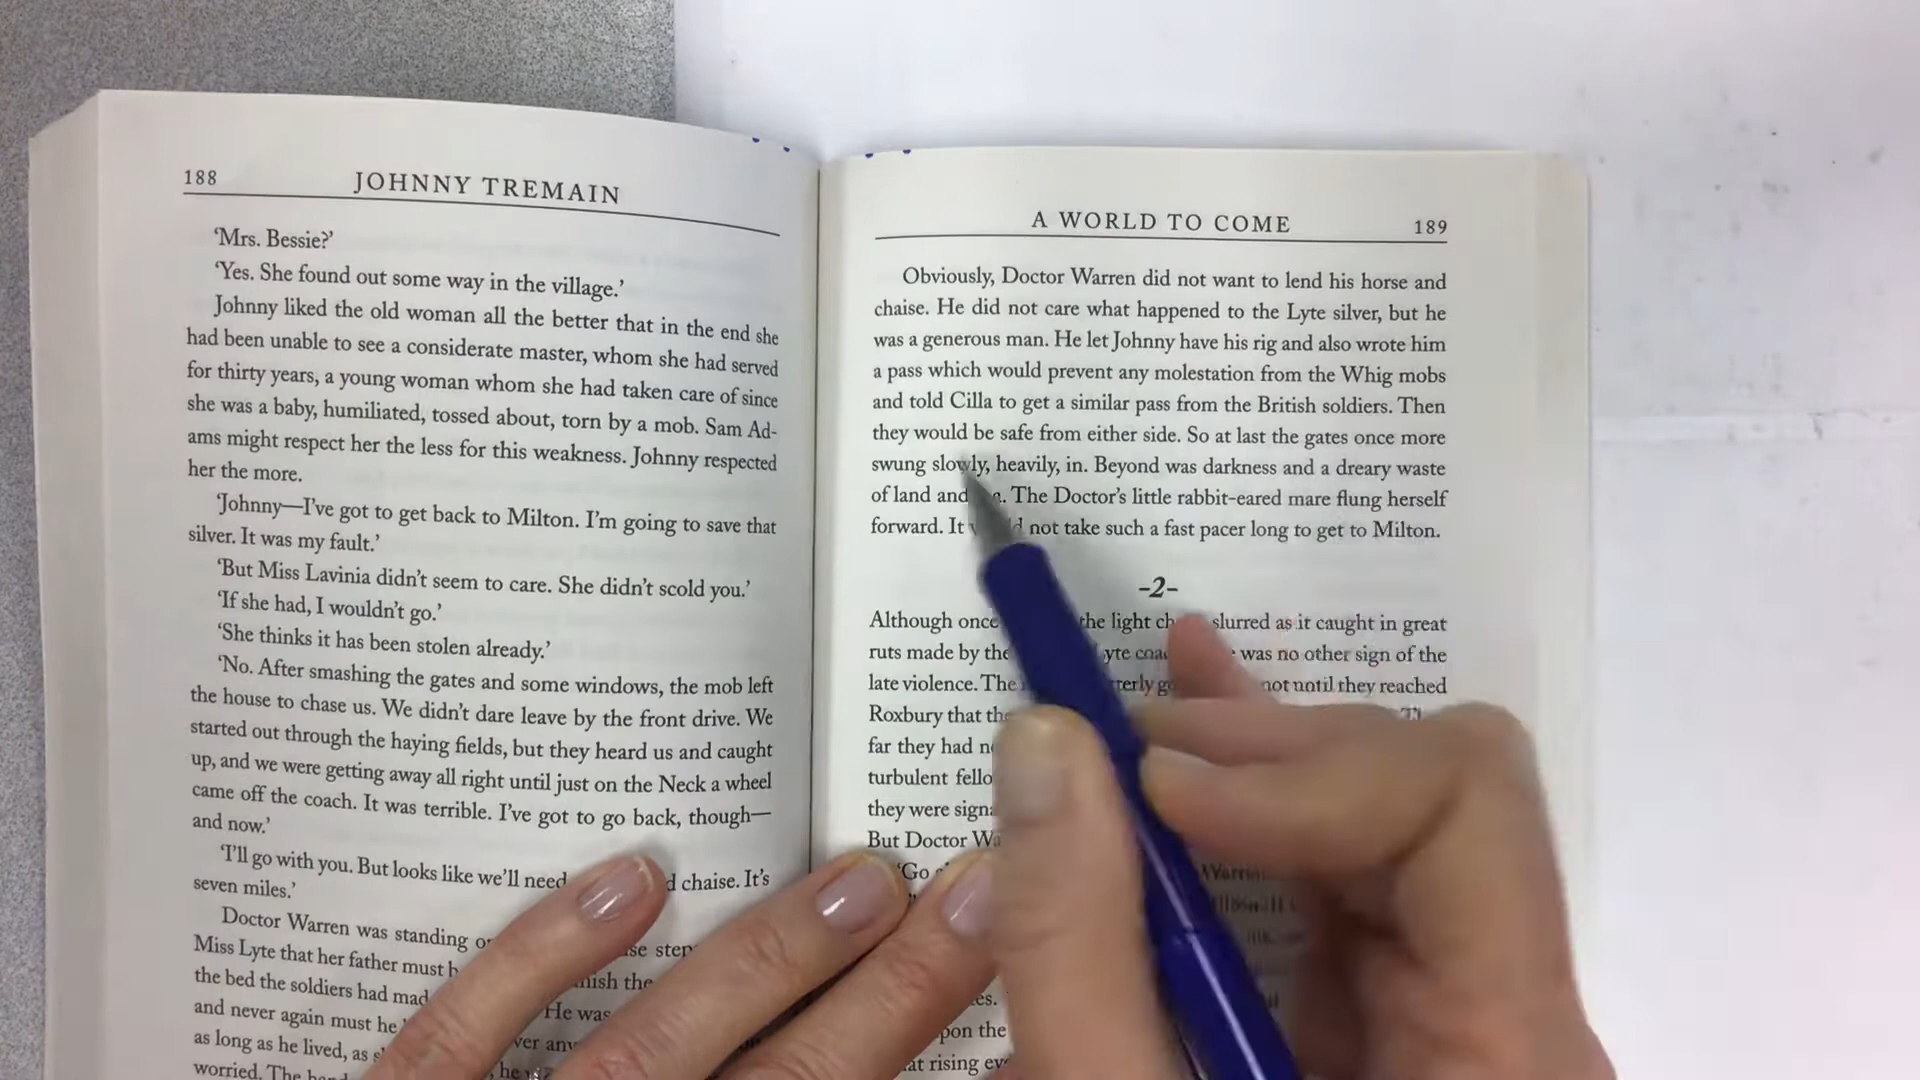 188
JOHNNY TREMAIN
'Mrs. Bessie?'
'Yes. She found out some way in the village.'
Johnny liked the old woman all the better that in the end she
had been unable to see a considerate master, whom she had served
for thirty years, a young woman whom she had taken care of since
she was a baby, humiliated, tossed about, torn by a mob. Sam Ad-
ams might respect her the less for this weakness. Johnny respected
her the more.
'Johnny—I've got to get back to Milton. I'm going to save that
silver. It was my fault.'
'But Miss Lavinia didn't seem to care. She didn't scold you.'
'If she had, I wouldn't go.'
'She thinks it has been stolen already.'
'No. After smashing the gates and some windows, the mob left
the house to chase us. We didn't dare leave by the front drive. We
started out through the haying fields, but they heard us and caught
up, and we were getting away all right until just on the Neck a wheel
came off the coach. It was terrible. I've got to go back, though—
and now.'
'I'll go with you. But looks like we'll need chaise. It's
seven miles.'
Doctor Warren was standing
Miss Lyte that her father must the
the bed the soldiers had He was
and never again must he
as long as he lived, as
worried. The he
A WORLD TO COME
189
Obviously, Doctor Warren did not want to lend his horse and
chaise. He did not care what happened to the Lyte silver, but he
was a generous man. He let Johnny have his rig and also wrote him
a pass which would prevent any molestation from the Whig mobs
and told Cilla to get a similar pass from the British soldiers. Then
they would be safe from either side. So at last the gates once more
swung slowly, heavily, in. Beyond was darkness and a dreary waste
of land and The Doctor's little rabbit-eared mare flung herself
forward. It not take such a fast pacer long to get to Milton.
-2-
Although once the light slurred as it caught in great
ruts made by the was no other sign of the
late violence. The not until they reached
Roxbury that
far they had
turbulent
they were
But Doctor
'Go
upon the
rising